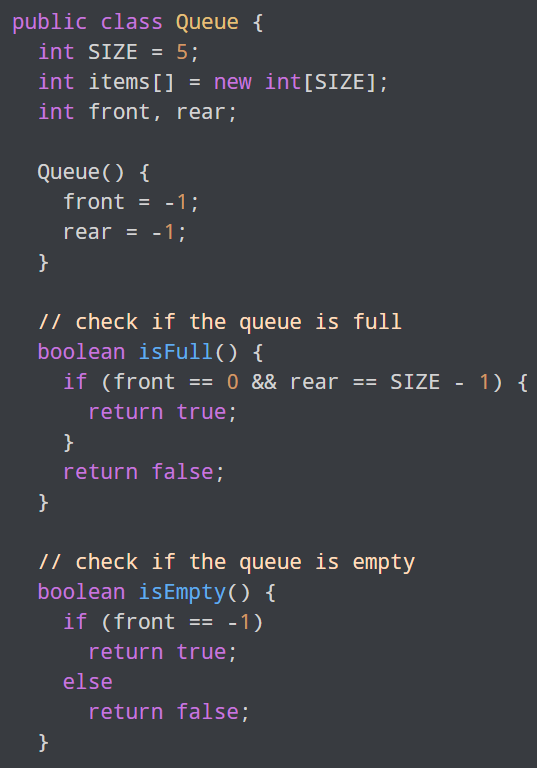 public class Queue {
  int SIZE = 5;
  int items[] = new int[SIZE];
  int front, rear;

  Queue() {
    front = -1;
    rear = -1;
  }

  // check if the queue is full
  boolean isFull() {
    if (front == 0 && rear == SIZE - 1) {
      return true;
    }
    return false;
  }

  // check if the queue is empty
  boolean isEmpty() {
    if (front == -1)
      return true;
    else
      return false;
  }